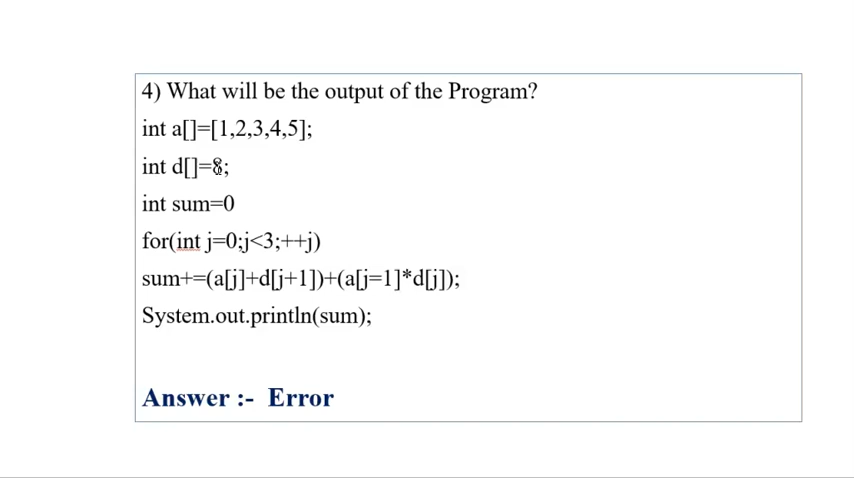 4) What will be the output of the Program?
int a[]=[1,2,3,4,5];
int d[]=8;
int sum=0
for(int j=0;j<3;++j)
sum+=(a[j]+d[j+1])+(a[j=1]*d[j]);
System.out.println(sum);
Answer :- Error